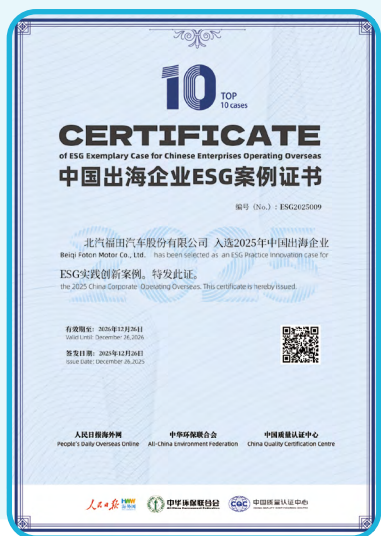 10 TOP
10 cases
CERTIFICATE
of ESG Exemplary Case for Chinese Enterprises Operating Overseas
中国出海企业ESG案例证书
编号 (No.) : ESG2025009
2025
北汽福田汽车股份有限公司 入选2025年中国出海企业
Beiqi Foton Motor Co., Ltd. has been selected as an ESG Practice Innovation case for
ESG实践创新案例。特发此证。
the 2025 China Corporate Operating Overseas. This certificate is hereby issued.
有效期至: 2026年12月26日
Valid Until: December 26,2026
签发日期: 2025年12月26日
Issue Date: December 26,2025
人民日报海外网 中华环保联合会 中国质量认证中心
People's Daily Overseas Online All-China Environment Federation China Quality Certification Centre
人民日报 海外网 中华环保联合会 CQC 中国质量认证中心